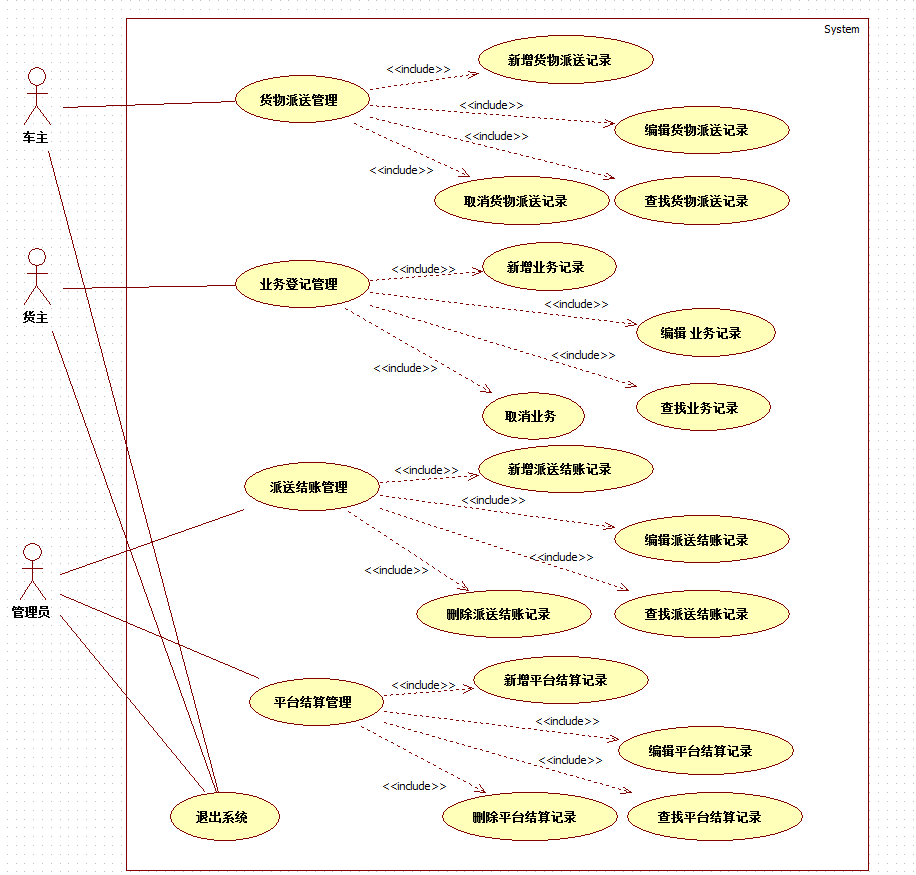 System
新增货物派送记录
<<include>>
货物派送管理
<<include>>
编辑货物派送记录
<<include>>
车主
<<include>>
取消货物派送记录
查找货物派送记录
新增业务记录
<<include>>
业务登记管理
<<include>>
货主
编辑 业务记录
<<include>>
<<include>>
查找业务记录
取消业务
新增派送结账记录
<<include>>
派送结账管理
<<include>>
编辑派送结账记录
<<include>>
<<include>>
管理员
删除派送结账记录
查找派送结账记录
新增平台结算记录
<<include>>
平台结算管理
<<include>>
编辑平台结算记录
<<include>>
<<include>>
退出系统
删除平台结算记录
查找平台结算记录